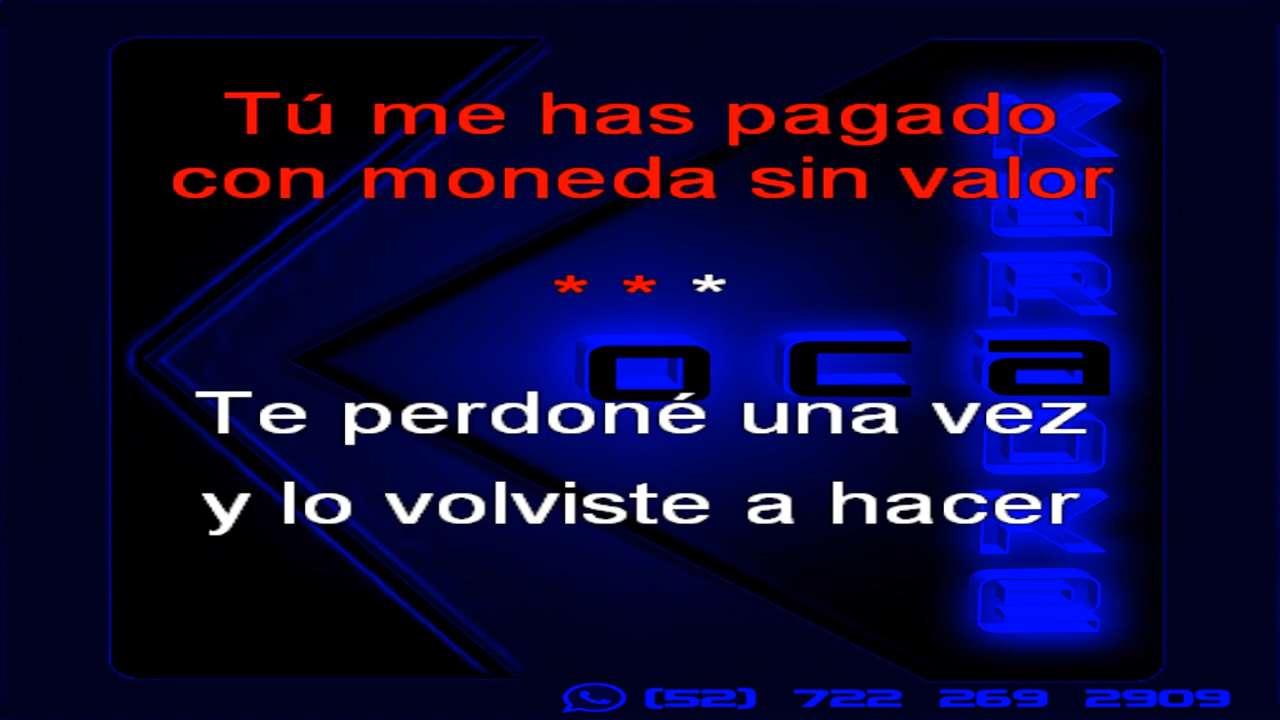 Tú me has pagado
con moneda sin valor
* * *
oca
Te perdoné una vez
y lo volviste a hacer
KaRaOKe
(52) 722 269 2909